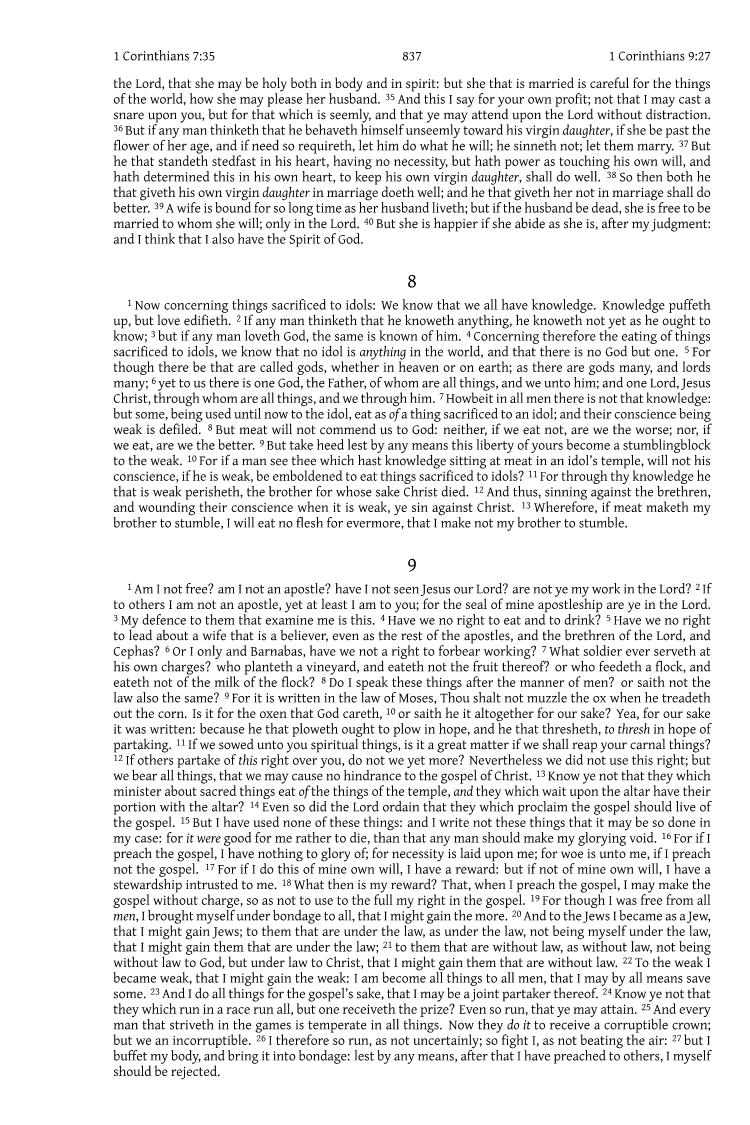 1 Corinthians 7:35 837 1 Corinthians 9:27
the Lord, that she may be holy both in body and in spirit: but she that is married is careful for the things
of the world, how she may please her husband. 35 And this I say for your own profit; not that I may cast a
snare upon you, but for that which is seemly, and that ye may attend upon the Lord without distraction.
36 But if any man thinketh that he behaveth himself unseemly toward his virgin daughter, if she be past the
flower of her age, and if need so requireth, let him do what he will; he sinneth not; let them marry. 37 But
he that standeth stedfast in his heart, having no necessity, but hath power as touching his own will, and
hath determined this in his own heart, to keep his own virgin daughter, shall do well. 38 So then both he
that giveth his own virgin daughter in marriage doeth well; and he that giveth her not in marriage shall do
better. 39 A wife is bound for so long time as her husband liveth; but if the husband be dead, she is free to be
married to whom she will; only in the Lord. 40 But she is happier if she abide as she is, after my judgment:
and I think that I also have the Spirit of God.
8
1 Now concerning things sacrificed to idols: We know that we all have knowledge. Knowledge puffeth
up, but love edifieth. 2 If any man thinketh that he knoweth anything, he knoweth not yet as he ought to
know; 3 but if any man loveth God, the same is known of him. 4 Concerning therefore the eating of things
sacrificed to idols, we know that no idol is anything in the world, and that there is no God but one. 5 For
though there be that are called gods, whether in heaven or on earth; as there are gods many, and lords
many; 6 yet to us there is one God, the Father, of whom are all things, and we unto him; and one Lord, Jesus
Christ, through whom are all things, and we through him. 7 Howbeit in all men there is not that knowledge:
but some, being used until now to the idol, eat as of a thing sacrificed to an idol; and their conscience being
weak is defiled. 8 But meat will not commend us to God: neither, if we eat not, are we the worse; nor, if
we eat, are we the better. 9 But take heed lest by any means this liberty of yours become a stumblingblock
to the weak. 10 For if a man see thee which hast knowledge sitting at meat in an idol's temple, will not his
conscience, if he is weak, be emboldened to eat things sacrificed to idols? 11 For through thy knowledge he
that is weak perisheth, the brother for whose sake Christ died. 12 And thus, sinning against the brethren,
and wounding their conscience when it is weak, ye sin against Christ. 13 Wherefore, if meat maketh my
brother to stumble, I will eat no flesh for evermore, that I make not my brother to stumble.
9
1 Am I not free? am I not an apostle? have I not seen Jesus our Lord? are not ye my work in the Lord? 2 If
to others I am not an apostle, yet at least I am to you; for the seal of mine apostleship are ye in the Lord.
3 My defence to them that examine me is this. 4 Have we no right to eat and to drink? 5 Have we no right
to lead about a wife that is a believer, even as the rest of the apostles, and the brethren of the Lord, and
Cephas? 6 Or I only and Barnabas, have we not a right to forbear working? 7 What soldier ever serveth at
his own charges? who planteth a vineyard, and eateth not the fruit thereof? or who feedeth a flock, and
eateth not of the milk of the flock? 8 Do I speak these things after the manner of men? or saith not the
law also the same? 9 For it is written in the law of Moses, Thou shalt not muzzle the ox when he treadeth
out the corn. Is it for the oxen that God careth, 10 or saith he it altogether for our sake? Yea, for our sake
it was written: because he that ploweth ought to plow in hope, and he that thresheth, to thresh in hope of
partaking. 11 If we sowed unto you spiritual things, is it a great matter if we shall reap your carnal things?
12 If others partake of this right over you, do not we yet more? Nevertheless we did not use this right; but
we bear all things, that we may cause no hindrance to the gospel of Christ. 13 Know ye not that they which
minister about sacred things eat of the things of the temple, and they which wait upon the altar have their
portion with the altar? 14 Even so did the Lord ordain that they which proclaim the gospel should live of
the gospel. 15 But I have used none of these things: and I write not these things that it may be so done in
my case: for it were good for me rather to die, than that any man should make my glorying void. 16 For if I
preach the gospel, I have nothing to glory of; for necessity is laid upon me; for woe is unto me, if I preach
not the gospel. 17 For if I do this of mine own will, I have a reward: but if not of mine own will, I have a
stewardship intrusted to me. 18 What then is my reward? That, when I preach the gospel, I may make the
gospel without charge, so as not to use to the full my right in the gospel. 19 For though I was free from all
men, I brought myself under bondage to all, that I might gain the more. 20 And to the Jews I became as a Jew,
that I might gain Jews; to them that are under the law, as under the law, not being myself under the law,
that I might gain them that are under the law; 21 to them that are without law, as without law, not being
without law to God, but under law to Christ, that I might gain them that are without law. 22 To the weak I
became weak, that I might gain the weak: I am become all things to all men, that I may by all means save
some. 23 And I do all things for the gospel's sake, that I may be a joint partaker thereof. 24 Know ye not that
they which run in a race run all, but one receiveth the prize? Even so run, that ye may attain. 25 And every
man that striveth in the games is temperate in all things. Now they do it to receive a corruptible crown;
but we an incorruptible. 26 I therefore so run, as not uncertainly; so fight I, as not beating the air: 27 but I
buffet my body, and bring it into bondage: lest by any means, after that I have preached to others, I myself
should be rejected.